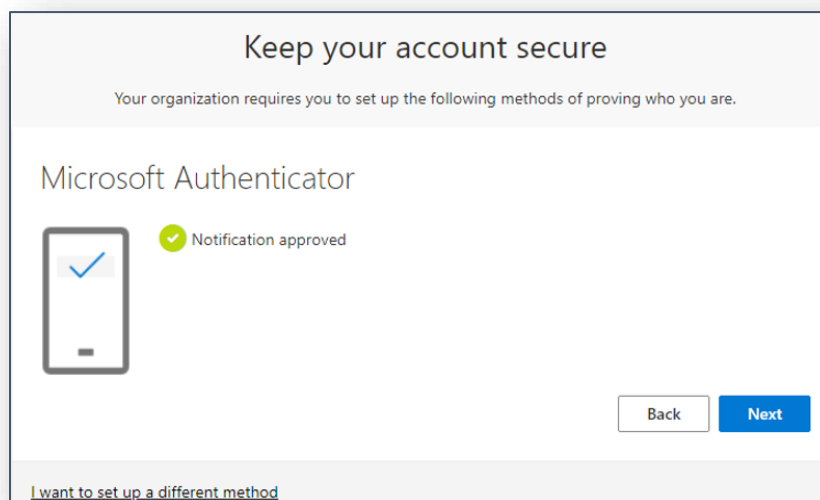 Keep your account secure
Your organization requires you to set up the following methods of proving who you are.
Microsoft Authenticator
Notification approved
Back
Next
I want to set up a different method